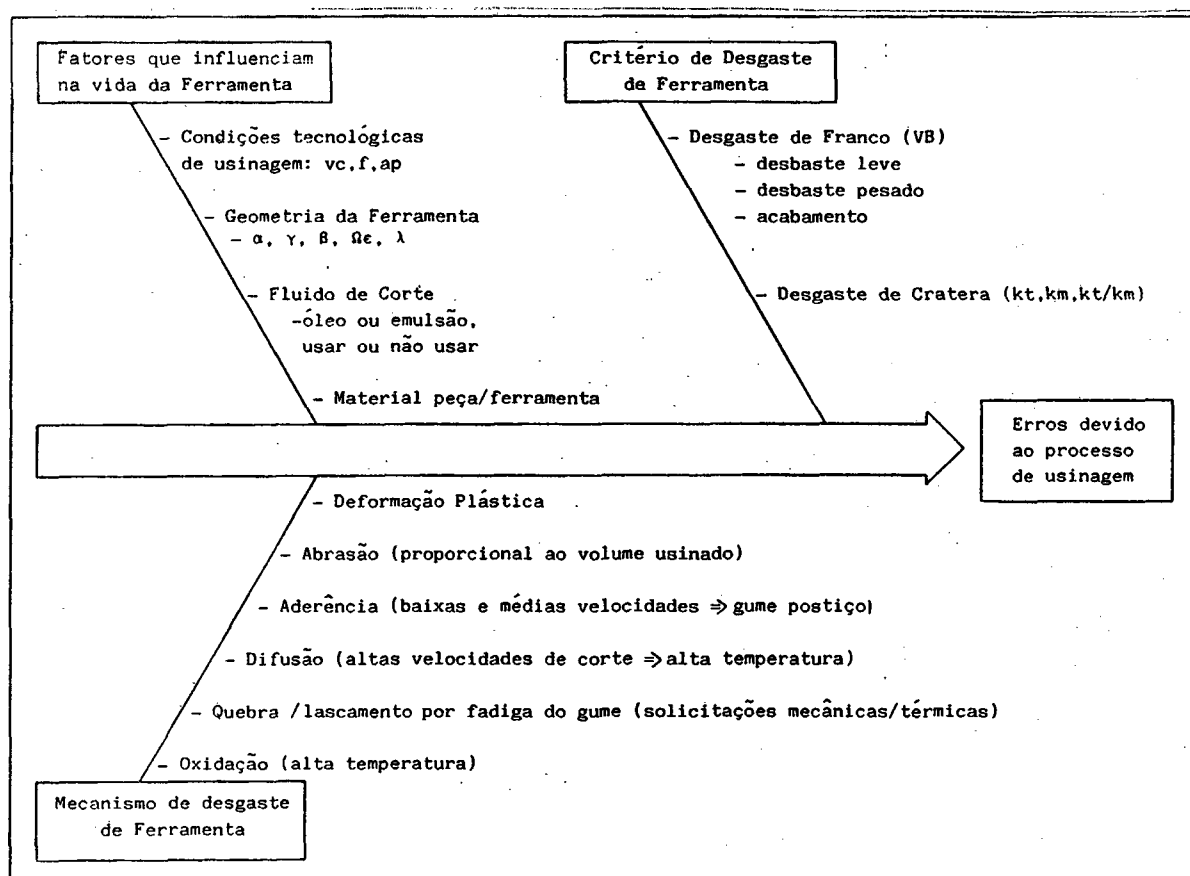 Fatores que influenciam
na vida da Ferramenta
- Condições tecnológicas
de usinagem: vc,f,ap
- Geometria da Ferramenta
- α, γ, β, Ωε, λ
- Fluido de Corte
-óleo ou emulsão,
usar ou não usar
- Material peça/ferramenta
Critério de Desgaste
de Ferramenta
- Desgaste de Franco (VB)
- desbaste leve
- desbaste pesado
- acabamento
- Desgaste de Cratera (kt,km,kt/km)
Erros devido
ao processo
de usinagem
- Deformação Plástica
- Abrasão (proporcional ao volume usinado)
- Aderência (baixas e médias velocidades ⇒ gume postiço)
- Difusão (altas velocidades de corte ⇒ alta temperatura)
- Quebra /lascamento por fadiga do gume (solicitações mecânicas/térmicas)
- Oxidação (alta temperatura)
Mecanismo de desgaste
de Ferramenta